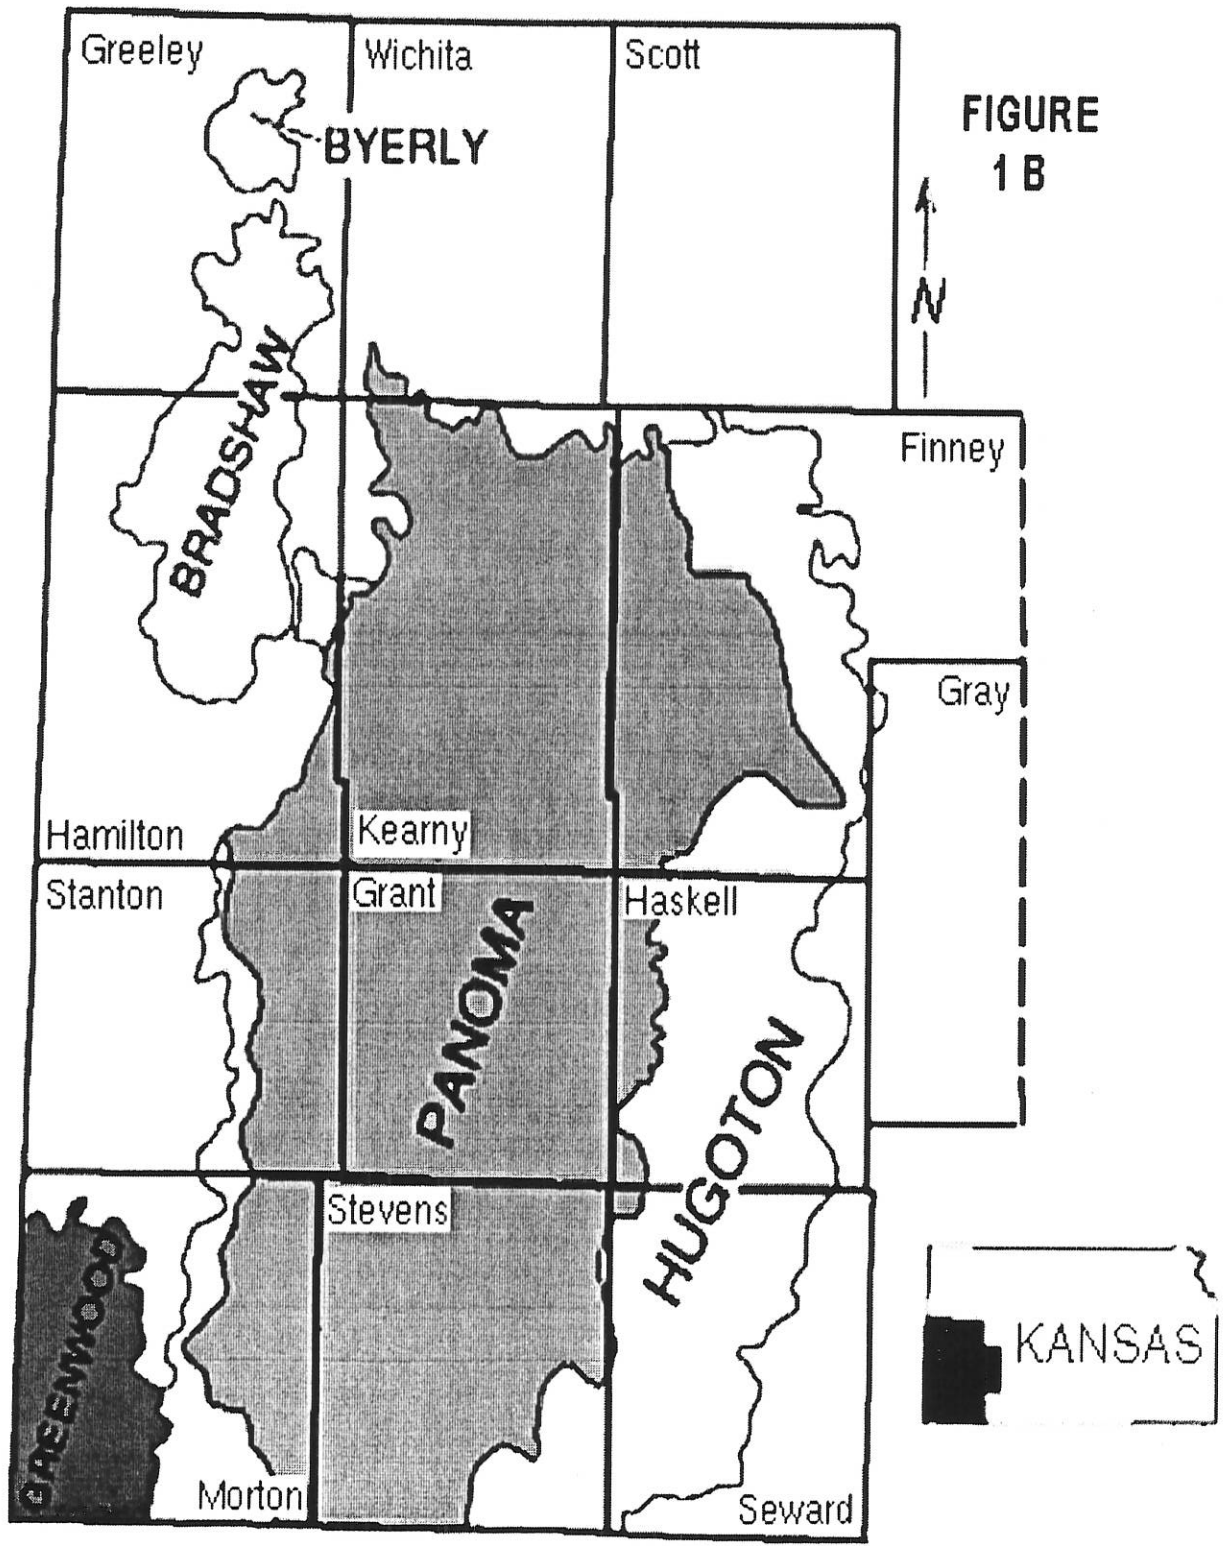 Greeley
Wichita
Scott
FIGURE
1 B
BYERLY
N
BRADSHAW
Finney
Gray
Hamilton
Kearny
Stanton
Grant
Haskell
PANOMA
HUGOTON
Stevens
GREENWOOD
KANSAS
Morton
Seward